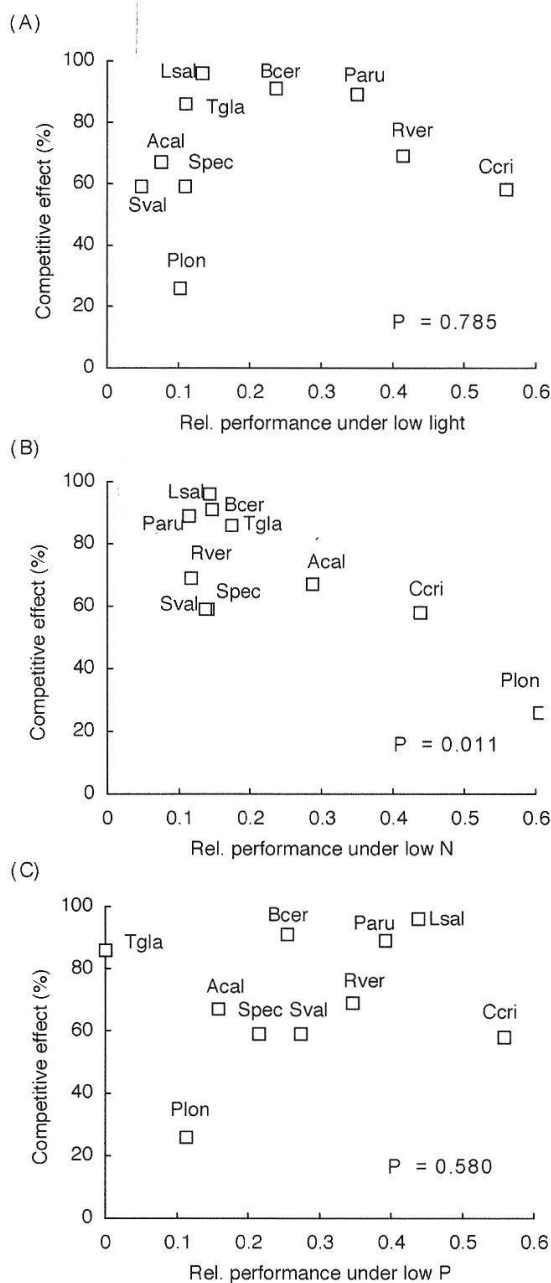 (A)
100
80
60
40
20
0
Competitive effect (%)
Lsal
Bcer
Paru
Tgla
Rver
Acal
Spec
Ccri
Sval
Plon
P = 0.785
0 0.1 0.2 0.3 0.4 0.5 0.6
Rel. performance under low light
(B)
100
80
60
40
20
0
Competitive effect (%)
Lsal
Bcer
Paru
Tgla
Rver
Acal
Sval
Spec
Ccri
Plon
P = 0.011
0 0.1 0.2 0.3 0.4 0.5 0.6
Rel. performance under low N
(C)
100
80
60
40
20
0
Competitive effect (%)
Tgla
Bcer
Paru
Lsal
Acal
Spec
Sval
Rver
Ccri
Plon
P = 0.580
0 0.1 0.2 0.3 0.4 0.5 0.6
Rel. performance under low P